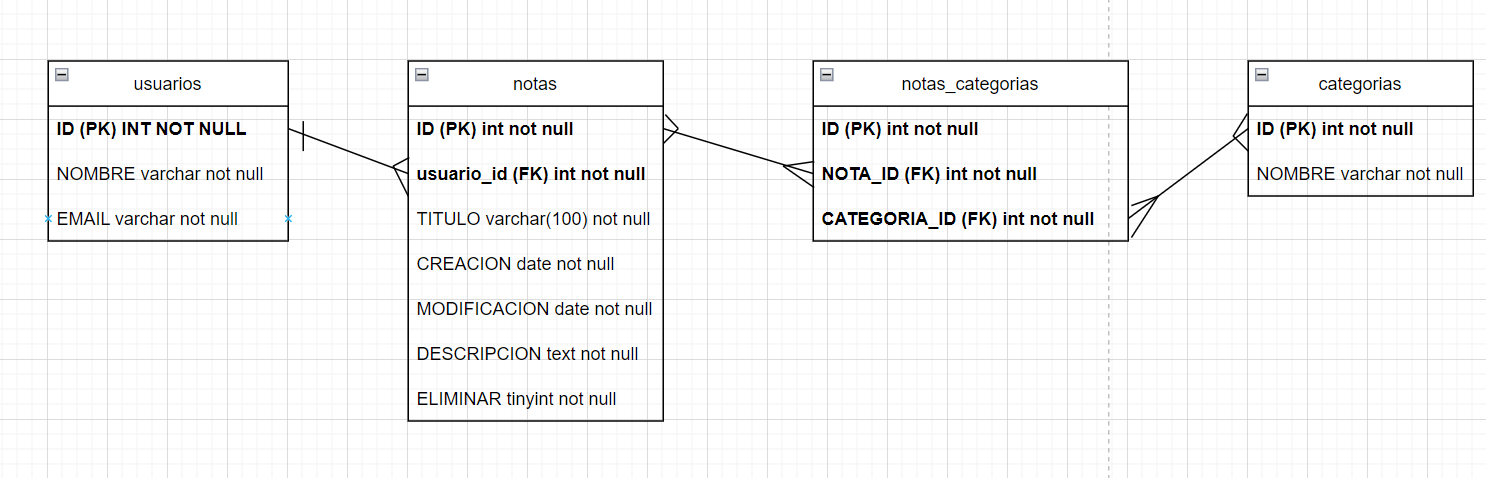 usuarios
ID (PK) INT NOT NULL
NOMBRE varchar not null
EMAIL varchar not null
notas
ID (PK) int not null
usuario_id (FK) int not null
TITULO varchar(100) not null
CREACION date not null
MODIFICACION date not null
DESCRIPCION text not null
ELIMINAR tinyint not null
notas_categorias
ID (PK) int not null
NOTA_ID (FK) int not null
CATEGORIA_ID (FK) int not null
categorias
ID (PK) int not null
NOMBRE varchar not null